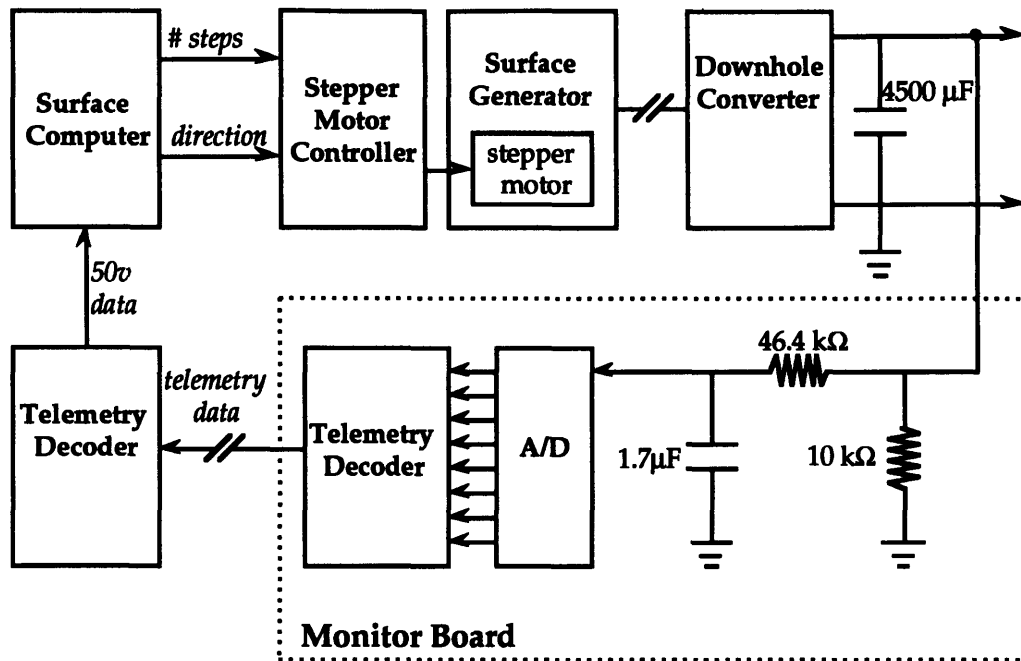 # steps
Surface
Computer
direction
Stepper
Motor
Controller
Surface
Generator
stepper
motor
Downhole
Converter
4500 μF
50v
data
Telemetry
Decoder
telemetry
data
Telemetry
Decoder
A/D
1.7μF
46.4 kΩ
10 kΩ
Monitor Board